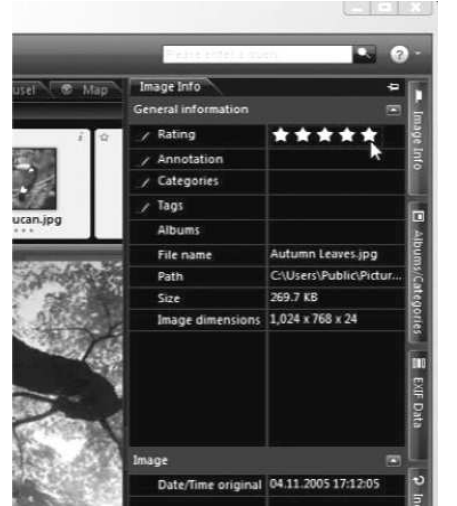 Please enter a
?
usel Map Image Info
General information
i Rating
Annotation
Categories
Tags
Albums
ucan.jpg
File name Autumn Leaves.jpg
Path C:\Users\Public\Pictur...
Size 269.7 KB
Image dimensions 1,024 x 768 x 24
Image
Date/Time original 04.11.2005 17:12:05
Image Info
Albums/Categories
EXIF Data